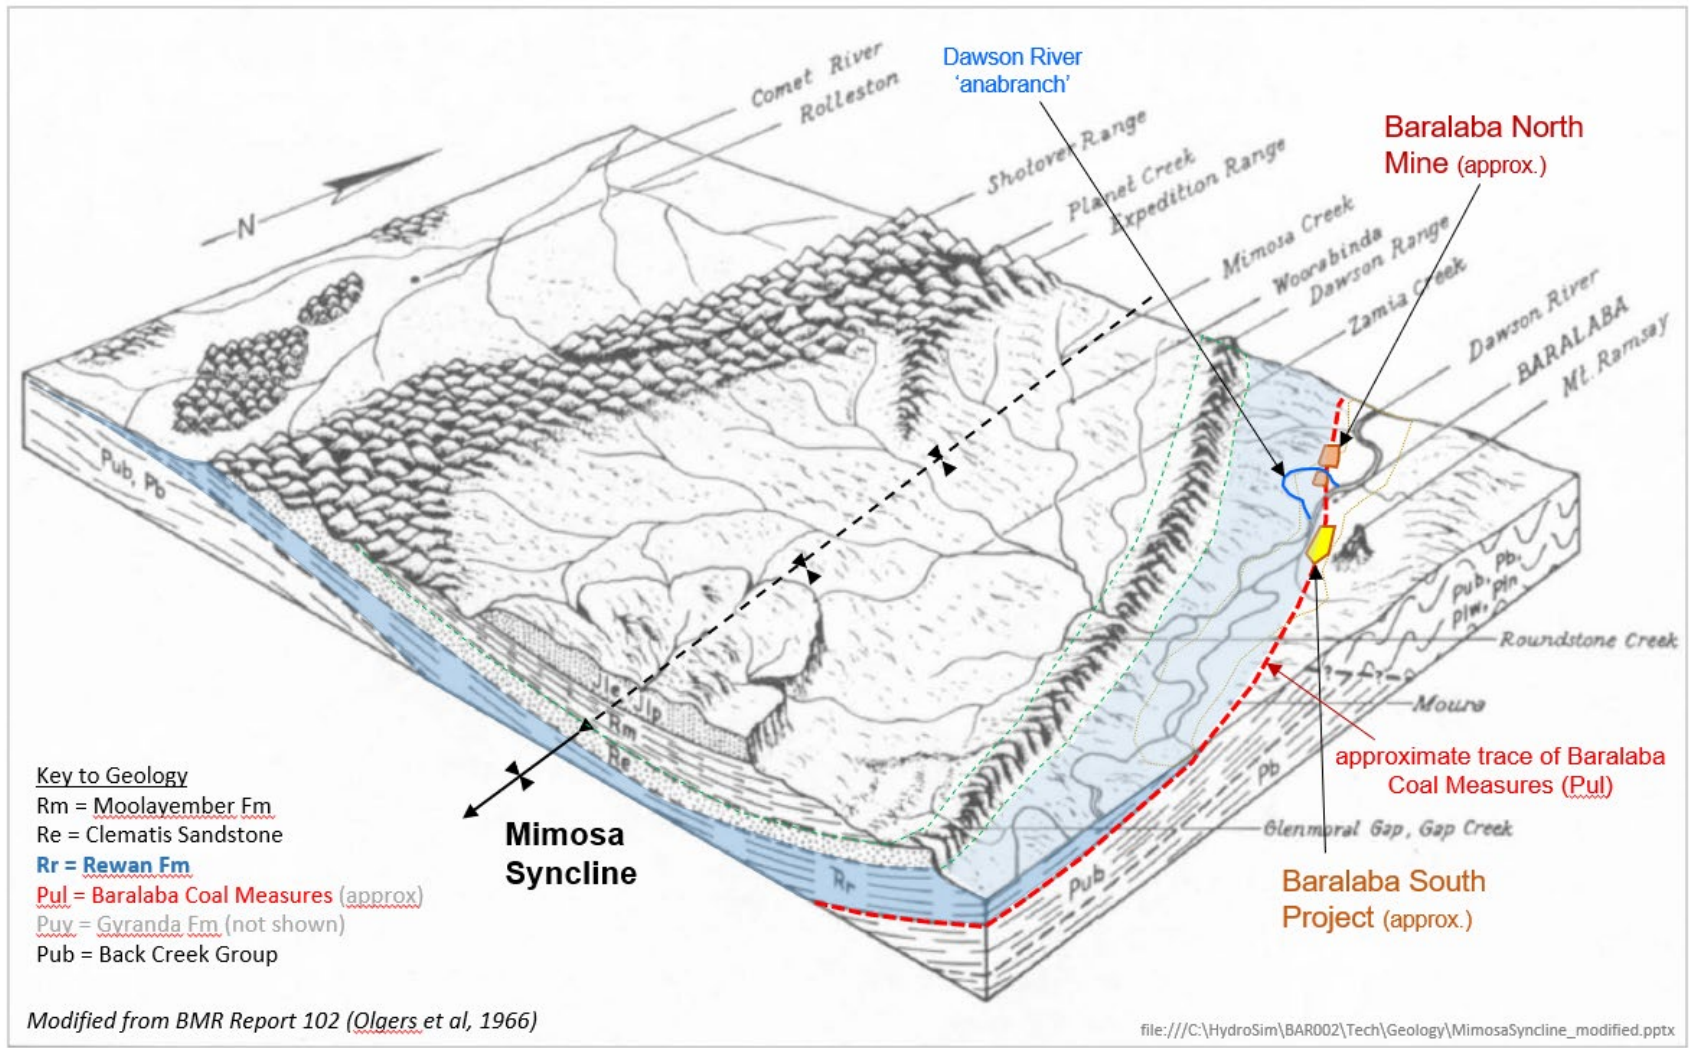 Comet River
Rolleston
Dawson River
‘anabranch’
Baralaba North
Mine (approx.)
Shotover Range
Planet Creek
Expedition Range
Mimosa Creek
Woorabinda
Dawson Range
Zamia Creek
Dawson River
BARALABA
Mt. Ramsay
N
Pub, Pb
Pub, Pb,
Plw, Pln
Roundstone Creek
?
?
Moura
approximate trace of Baralaba
Coal Measures (Pul)
Pb
Jle
Jlp
Rm
Re
Rr
Pub
Glenmoral Gap, Gap Creek
Mimosa
Syncline
Baralaba South
Project (approx.)
Key to Geology
Rm = Moolayember Fm
Re = Clematis Sandstone
Rr = Rewan Fm
Pul = Baralaba Coal Measures (approx)
Puy = Gyranda Fm (not shown)
Pub = Back Creek Group
Modified from BMR Report 102 (Olgers et al, 1966)
file:///C:\HydroSim\BAR002\Tech\Geology\MimosaSyncline_modified.pptx